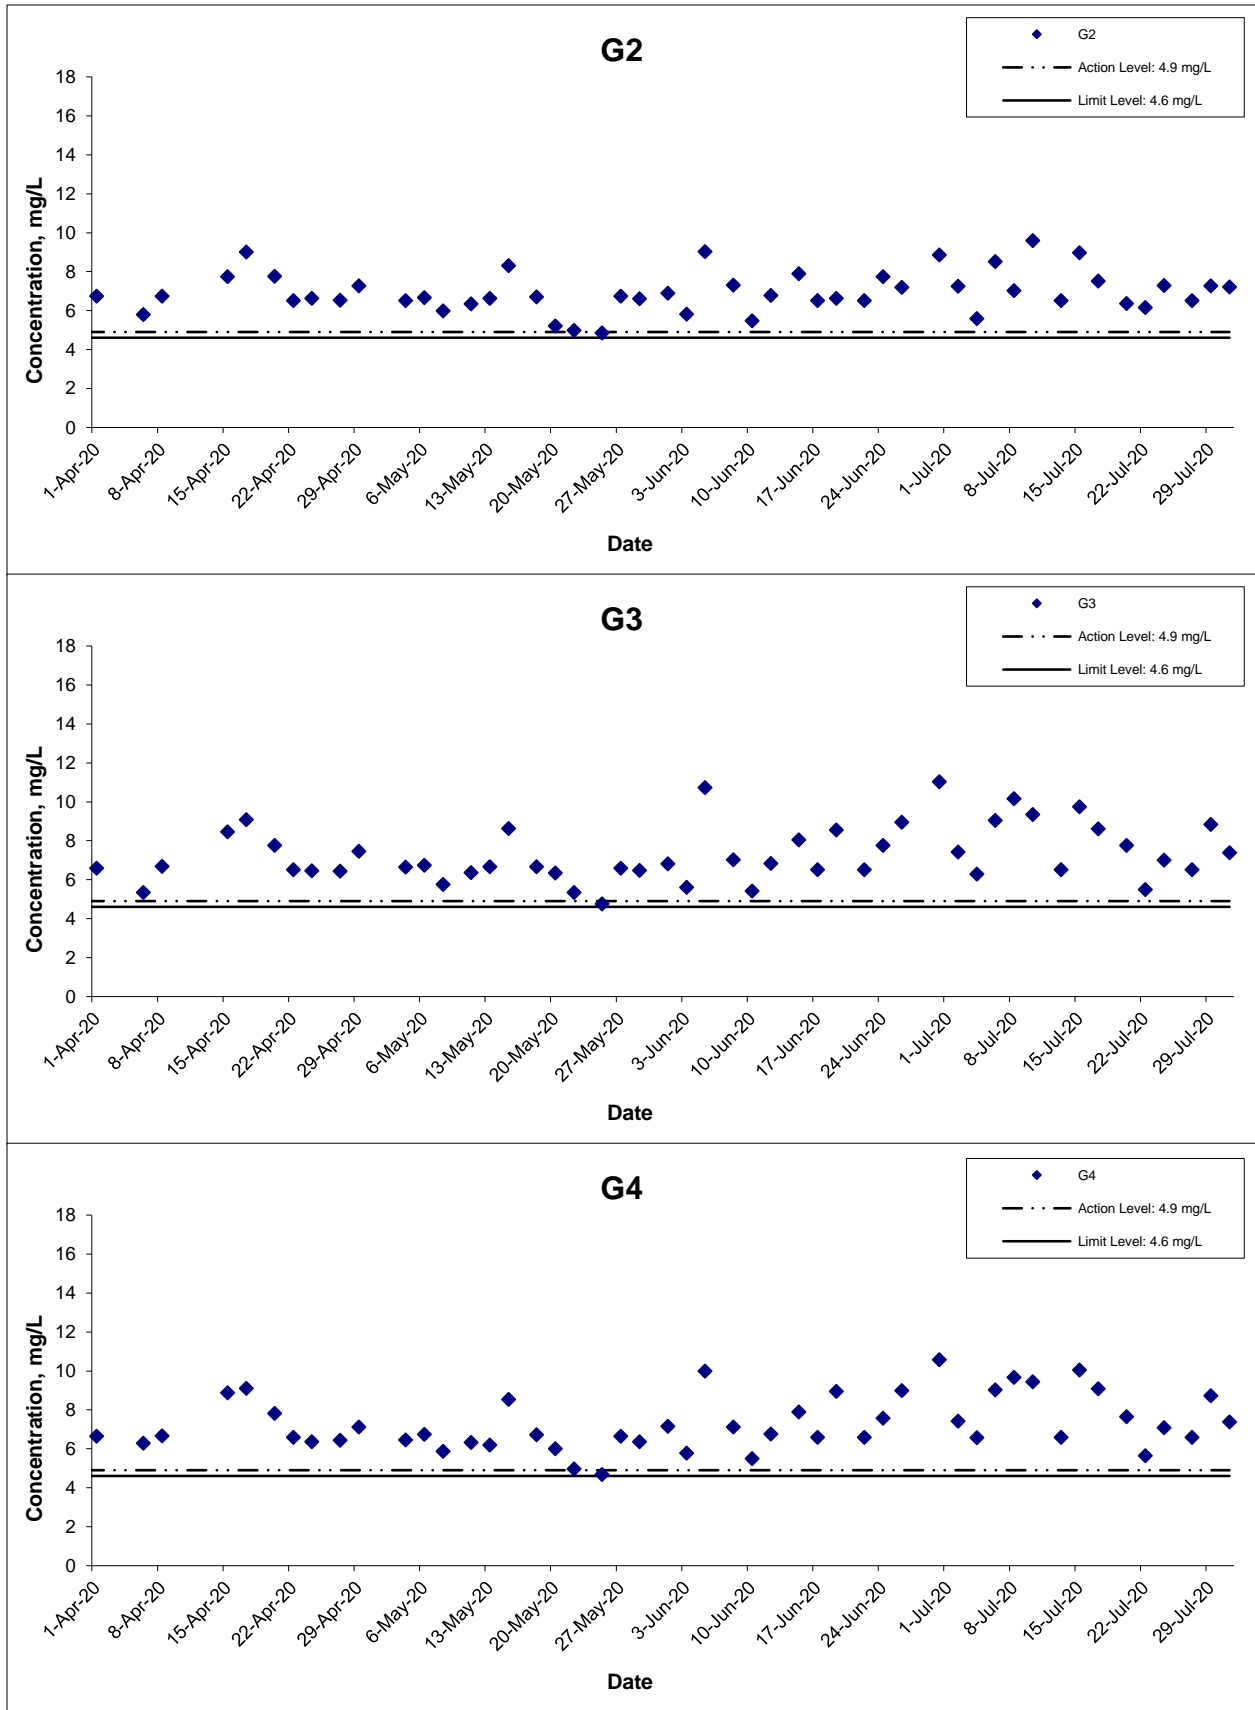 G2
G2
Action Level: 4.9 mg/L
Limit Level: 4.6 mg/L
Concentration, mg/L
18
16
14
12
10
8
6
4
2
0
1-Apr-20
8-Apr-20
15-Apr-20
22-Apr-20
29-Apr-20
6-May-20
13-May-20
20-May-20
27-May-20
3-Jun-20
10-Jun-20
17-Jun-20
24-Jun-20
1-Jul-20
8-Jul-20
15-Jul-20
22-Jul-20
29-Jul-20
Date
G3
G3
Action Level: 4.9 mg/L
Limit Level: 4.6 mg/L
Concentration, mg/L
18
16
14
12
10
8
6
4
2
0
1-Apr-20
8-Apr-20
15-Apr-20
22-Apr-20
29-Apr-20
6-May-20
13-May-20
20-May-20
27-May-20
3-Jun-20
10-Jun-20
17-Jun-20
24-Jun-20
1-Jul-20
8-Jul-20
15-Jul-20
22-Jul-20
29-Jul-20
Date
G4
G4
Action Level: 4.9 mg/L
Limit Level: 4.6 mg/L
Concentration, mg/L
18
16
14
12
10
8
6
4
2
0
1-Apr-20
8-Apr-20
15-Apr-20
22-Apr-20
29-Apr-20
6-May-20
13-May-20
20-May-20
27-May-20
3-Jun-20
10-Jun-20
17-Jun-20
24-Jun-20
1-Jul-20
8-Jul-20
15-Jul-20
22-Jul-20
29-Jul-20
Date